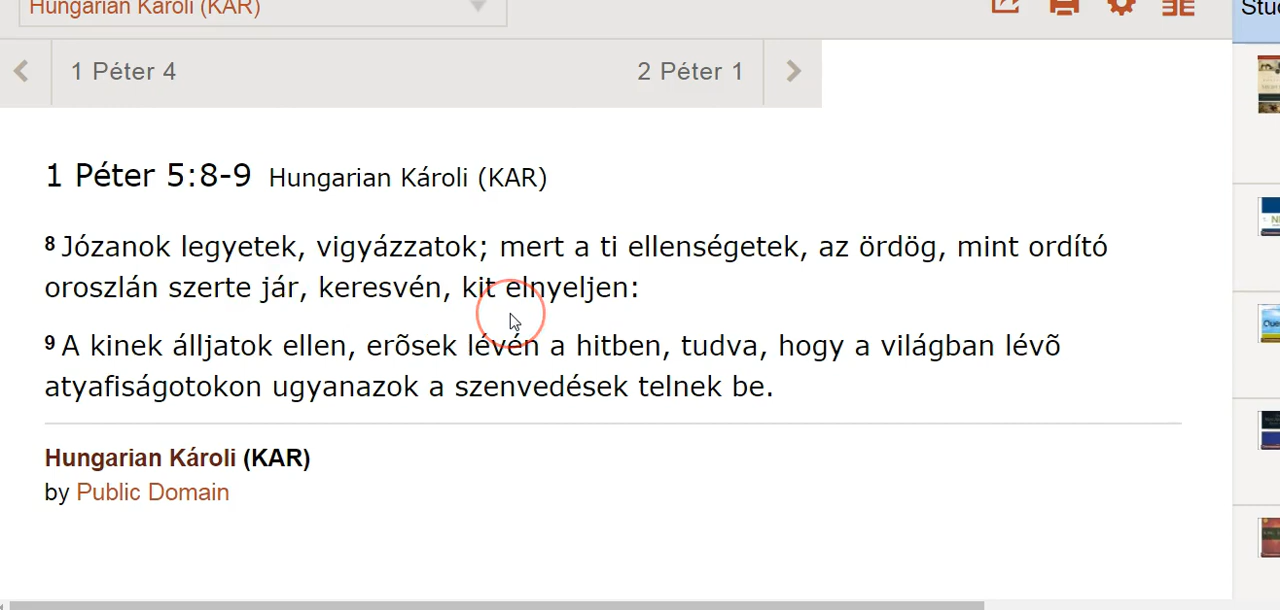 Hungarian Károli (KAR)
Stu
1 Péter 4
2 Péter 1
1 Péter 5:8-9 Hungarian Károli (KAR)
8 Józanok legyetek, vigyázzatok; mert a ti ellenségetek, az ördög, mint ordító
oroszlán szerte jár, keresvén, kit elnyeljen:
9 A kinek álljatok ellen, erõsek lévén a hitben, tudva, hogy a világban lévõ
atyafiságotokon ugyanazok a szenvedések telnek be.
Hungarian Károli (KAR)
by Public Domain